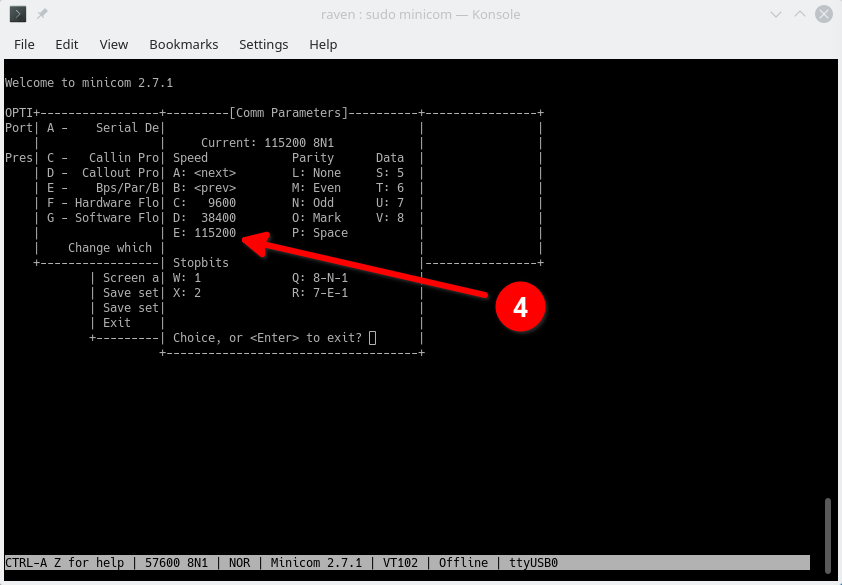 raven : sudo minicom — Konsole
File Edit View Bookmarks Settings Help
Welcome to minicom 2.7.1
OPTI+-----------------+---------[Comm Parameters]----------+----------------+
Port| A -    Serial De|                                    |                |
    |                 |     Current: 115200 8N1            |                |
Pres| C -   Callin Pro| Speed            Parity      Data  |                |
    | D -  Callout Pro| A: <next>        L: None     S: 5  |                |
    | E -    Bps/Par/B| B: <prev>        M: Even     T: 6  |                |
    | F - Hardware Flo| C:   9600        N: Odd      U: 7  |                |
    | G - Software Flo| D:  38400        O: Mark     V: 8  |                |
    |                 | E: 115200        P: Space          |                |
    |    Change which |                                    |                |
    +-----------------| Stopbits                           |----------------+
            | Screen a| W: 1             Q: 8-N-1          |
            | Save set| X: 2             R: 7-E-1          |
            | Save set|                                    |
            | Exit    |                                    |
            +---------| Choice, or <Enter> to exit?        |
                      +------------------------------------+
4
CTRL-A Z for help | 57600 8N1 | NOR | Minicom 2.7.1 | VT102 | Offline | ttyUSB0